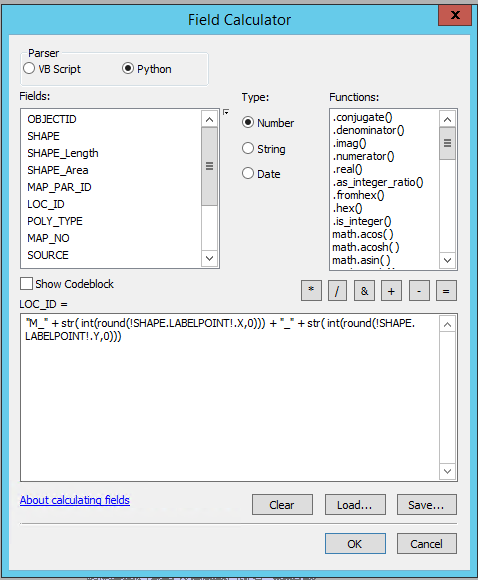 Field Calculator
Parser
VB Script
Python
Fields:
OBJECTID
SHAPE
SHAPE_Length
SHAPE_Area
MAP_PAR_ID
LOC_ID
POLY_TYPE
MAP_NO
SOURCE
Type:
Number
String
Date
Functions:
.conjugate()
.denominator()
.imag()
.numerator()
.real()
.as_integer_ratio()
.fromhex()
.hex()
.is_integer()
math.acos( )
math.acosh( )
math.asin( )
Show Codeblock
* / & + - =
LOC_ID =
"M_" + str( int(round(!SHAPE.LABELPOINT!.X,0))) + "_" + str( int(round(!SHAPE.
LABELPOINT!.Y,0)))
About calculating fields
Clear
Load...
Save...
OK
Cancel